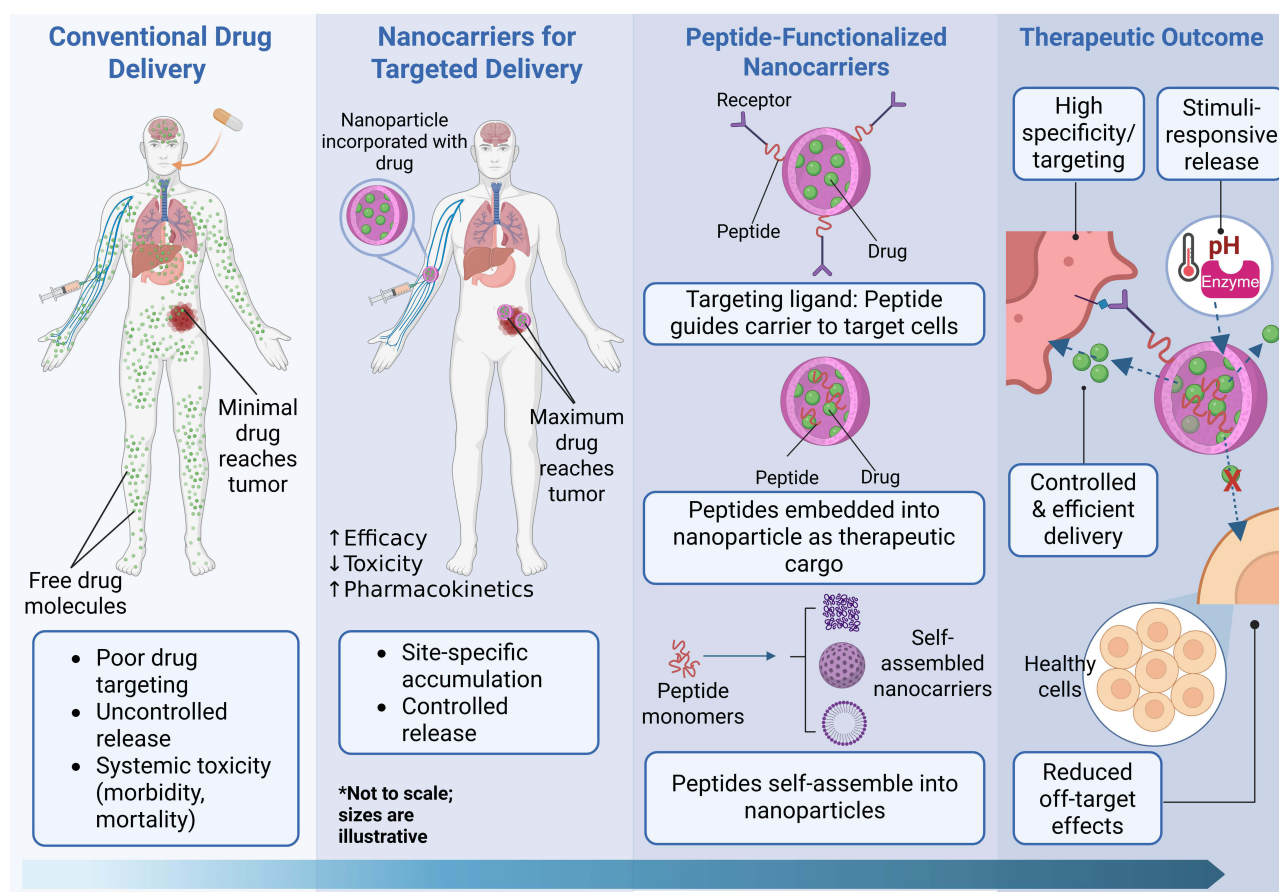 Conventional Drug
Delivery
Minimal
drug
reaches
tumor
Free drug
molecules
• Poor drug
targeting
• Uncontrolled
release
• Systemic toxicity
(morbidity,
mortality)
Nanocarriers for
Targeted Delivery
Nanoparticle
incorporated with
drug
Maximum
drug
reaches
tumor
↑Efficacy
↓Toxicity
↑Pharmacokinetics
• Site-specific
accumulation
• Controlled
release
*Not to scale;
sizes are
illustrative
Peptide-Functionalized
Nanocarriers
Receptor
Peptide
Drug
Targeting ligand: Peptide
guides carrier to target cells
Peptide
Drug
Peptides embedded into
nanoparticle as therapeutic
cargo
Peptide
monomers
Self-
assembled
nanocarriers
Peptides self-assemble into
nanoparticles
Therapeutic Outcome
High
specificity/
targeting
Stimuli-
responsive
release
pH
Enzyme
X
Controlled
& efficient
delivery
Healthy
cells
Reduced
off-target
effects